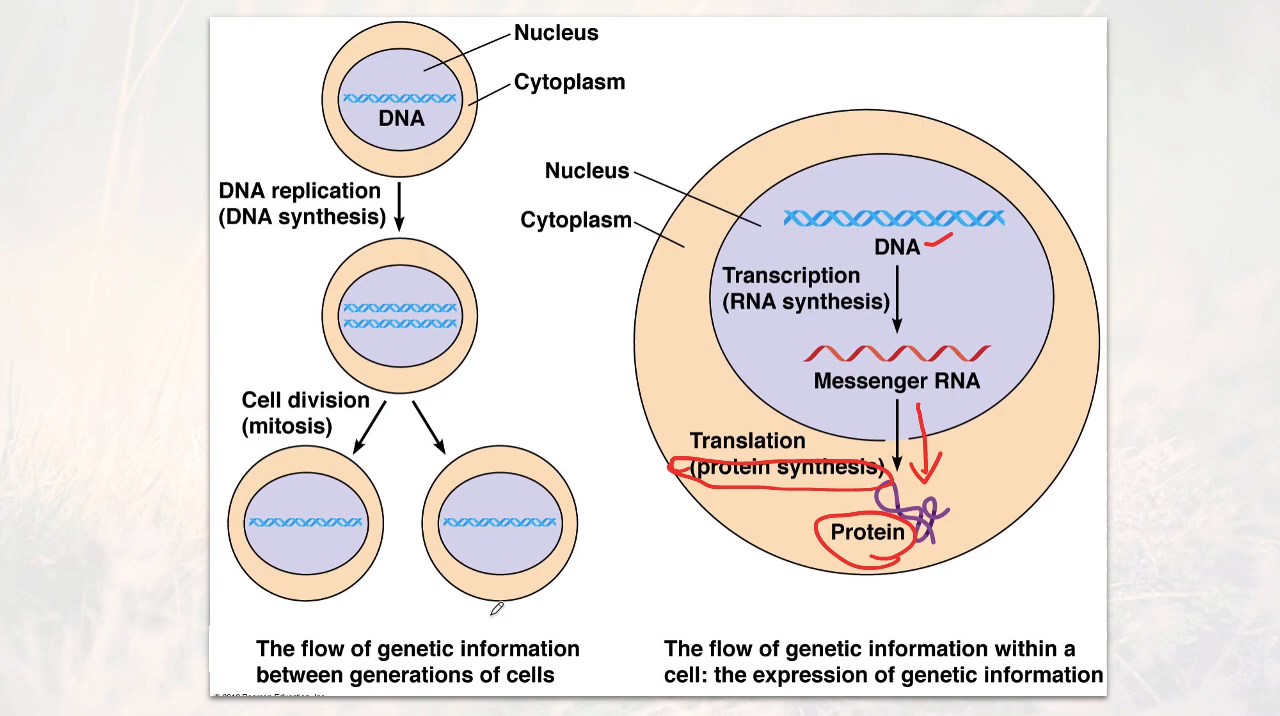 Nucleus
Cytoplasm
DNA
DNA replication
(DNA synthesis)
Cell division
(mitosis)
The flow of genetic information
between generations of cells
Nucleus
Cytoplasm
DNA
Transcription
(RNA synthesis)
Messenger RNA
Translation
(protein synthesis)
Protein
The flow of genetic information within a
cell: the expression of genetic information